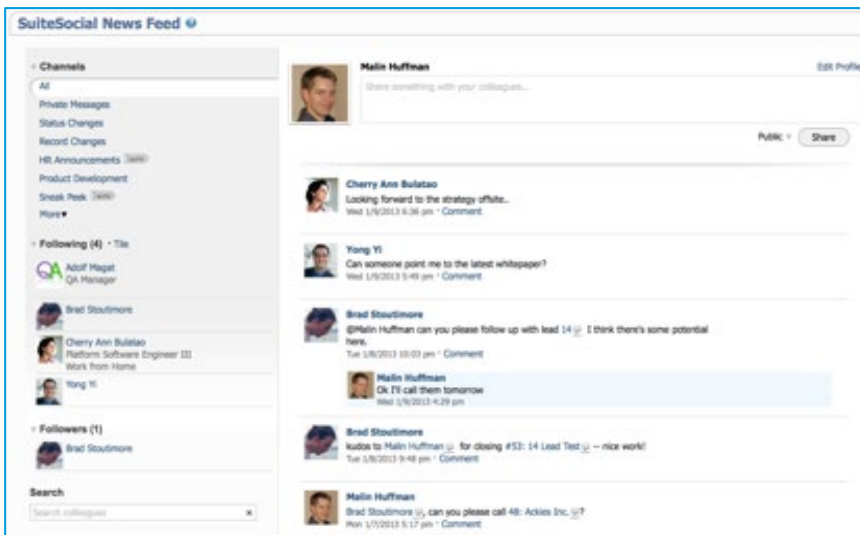 SuiteSocial News Feed
Channels
All
Private Messages
Status Changes
Record Changes
HR Announcements
Product Development
Sneak Peek
More
Following (4) · Tile
QA
Adolf Magat
QA Manager
Brad Stoutimore
Cherry Ann Bulatao
Platform Software Engineer III
Work from Home
Yong Yi
Followers (1)
Brad Stoutimore
Search
Search colleagues
Malin Huffman
Edit Profile
Share something with your colleagues...
Public
Share
Cherry Ann Bulatao
Looking forward to the strategy offsite..
Wed 1/9/2013 6:36 pm · Comment
Yong Yi
Can someone point me to the latest whitepaper?
Wed 1/9/2013 5:49 pm · Comment
Brad Stoutimore
@Malin Huffman can you please follow up with lead 14 I think there's some potential
here.
Tue 1/8/2013 10:03 pm · Comment
Malin Huffman
Ok I'll call them tomorrow
Wed 1/9/2013 4:29 pm
Brad Stoutimore
kudos to Malin Huffman for closing #53: 14 Lead Test -- nice work!
Tue 1/8/2013 9:48 pm · Comment
Malin Huffman
Brad Stoutimore, can you please call 48: Ackies Inc. ?
Mon 1/7/2013 5:17 pm · Comment